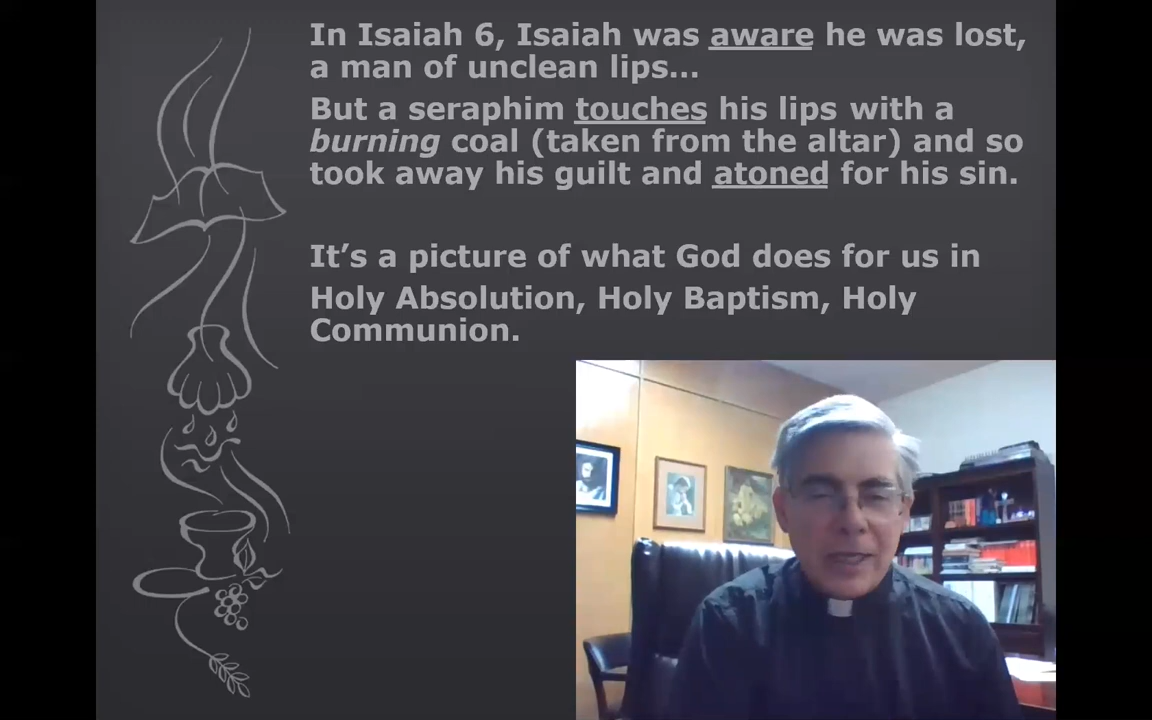 In Isaiah 6, Isaiah was aware he was lost,
a man of unclean lips...
But a seraphim touches his lips with a
burning coal (taken from the altar) and so
took away his guilt and atoned for his sin.
It’s a picture of what God does for us in
Holy Absolution, Holy Baptism, Holy
Communion.